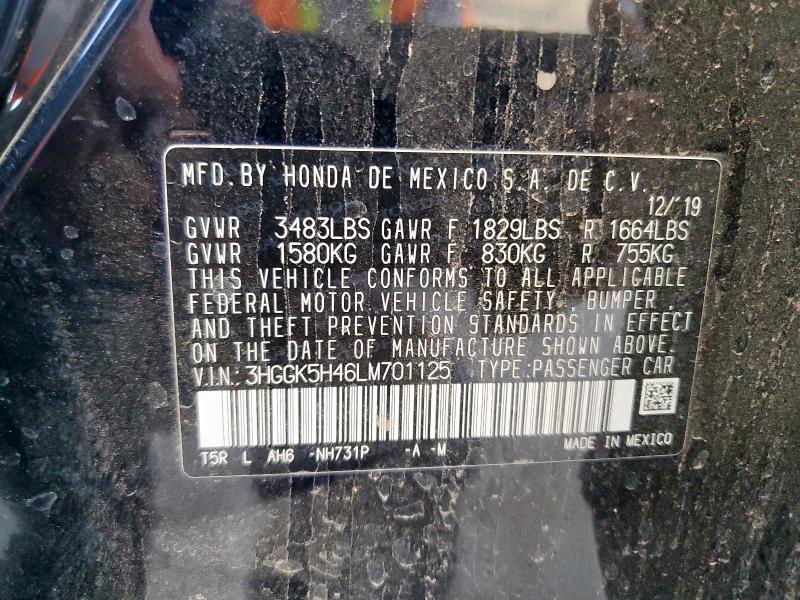 MFD. BY HONDA DE MEXICO S.A. DE C.V.
12/'19
GVWR 3483LBS GAWR F 1829LBS R 1664LBS
GVWR 1580KG GAWR F 830KG R 755KG
THIS VEHICLE CONFORMS TO ALL APPLICABLE
FEDERAL MOTOR VEHICLE SAFETY, BUMPER,
AND THEFT PREVENTION STANDARDS IN EFFECT
ON THE DATE OF MANUFACTURE SHOWN ABOVE.
V.I.N: 3HGGK5H46LM701125 TYPE:PASSENGER CAR
T5R L AH6 -NH731P -A -M MADE IN MEXICO